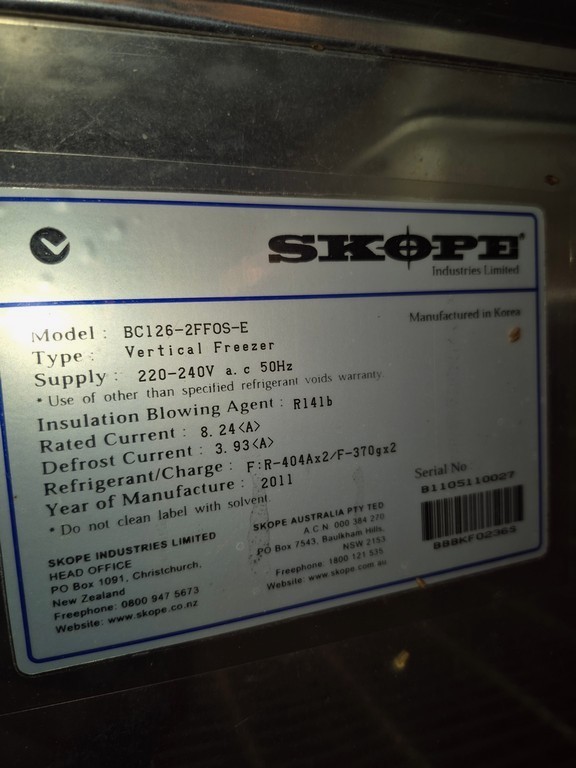 SKOPE
Industries Limited
Manufactured in Korea
Model : BC126-2FFOS-E
Type : Vertical Freezer
Supply : 220-240V a.c 50Hz
* Use of other than specified refrigerant voids warranty.
Insulation Blowing Agent : R141b
Rated Current : 8.24<A>
Defrost Current : 3.93<A>
Refrigerant/Charge : F:R-404Ax2/F-370gx2
Year of Manufacture : 2011
* Do not clean label with solvent.
Serial No
81105110027
BBBKF0236S
SKOPE INDUSTRIES LIMITED
HEAD OFFICE
PO Box 1091, Christchurch,
New Zealand
Freephone: 0800 947 5673
Website: www.skope.co.nz
SKOPE AUSTRALIA PTY TED
A.C.N. 000 384 270
PO Box 7543, Baulkham Hills,
NSW 2153
Freephone: 1800 121 535
Website: www.skope.com.au